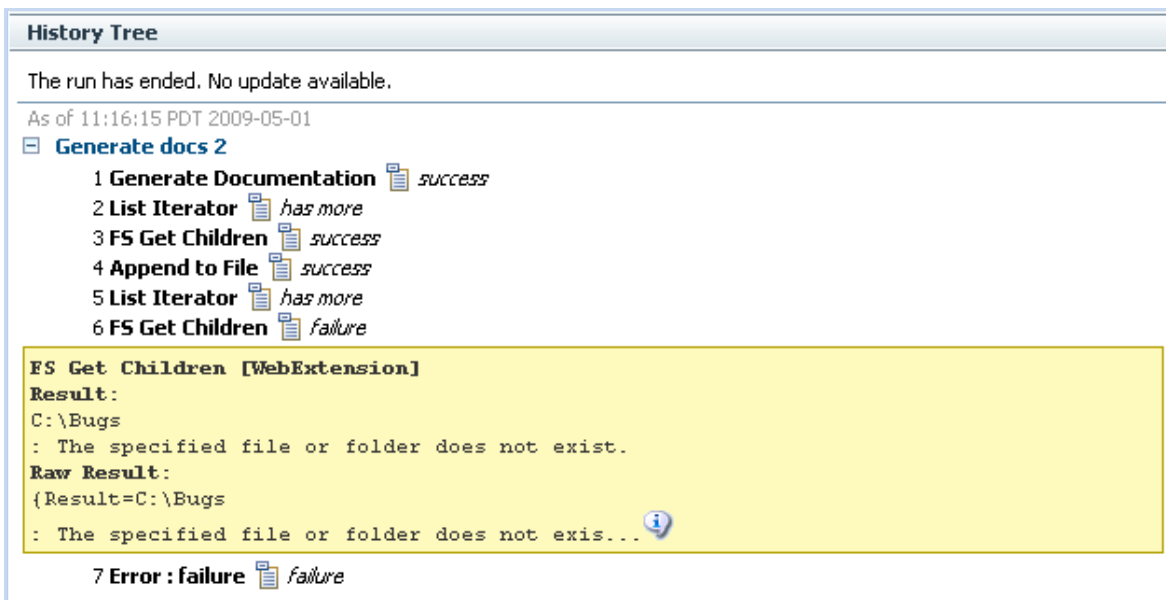 History Tree
The run has ended. No update available.
As of 11:16:15 PDT 2009-05-01
Generate docs 2
1 Generate Documentation success
2 List Iterator has more
3 FS Get Children success
4 Append to File success
5 List Iterator has more
6 FS Get Children failure
FS Get Children [WebExtension]
Result:
C:\Bugs
: The specified file or folder does not exist.
Raw Result:
{Result=C:\Bugs
: The specified file or folder does not exis...
7 Error : failure failure